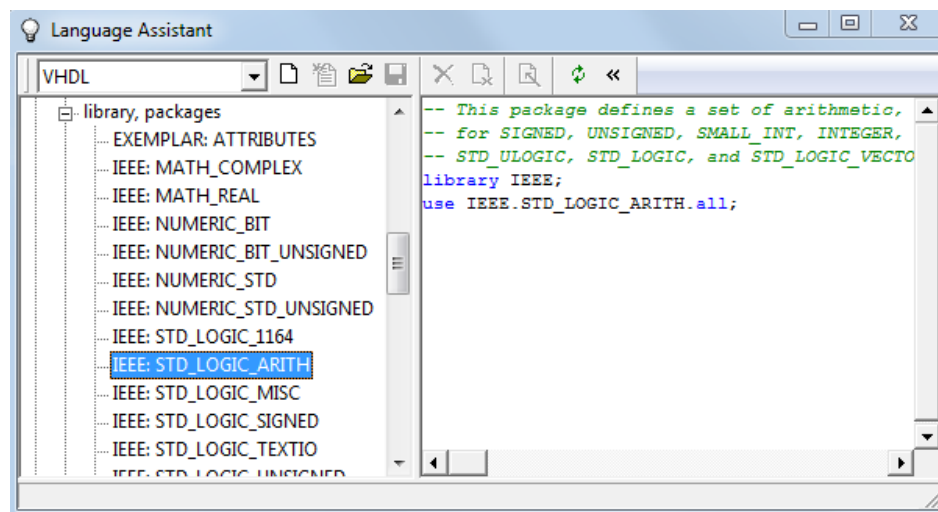 Language Assistant
VHDL
library, packages
EXEMPLAR: ATTRIBUTES
IEEE: MATH_COMPLEX
IEEE: MATH_REAL
IEEE: NUMERIC_BIT
IEEE: NUMERIC_BIT_UNSIGNED
IEEE: NUMERIC_STD
IEEE: NUMERIC_STD_UNSIGNED
IEEE: STD_LOGIC_1164
IEEE: STD_LOGIC_ARITH
IEEE: STD_LOGIC_MISC
IEEE: STD_LOGIC_SIGNED
IEEE: STD_LOGIC_TEXTIO
IEEE: STD_LOGIC_UNSIGNED
-- This package defines a set of arithmetic,
-- for SIGNED, UNSIGNED, SMALL_INT, INTEGER,
-- STD_ULOGIC, STD_LOGIC, and STD_LOGIC_VECTO
library IEEE;
use IEEE.STD_LOGIC_ARITH.all;